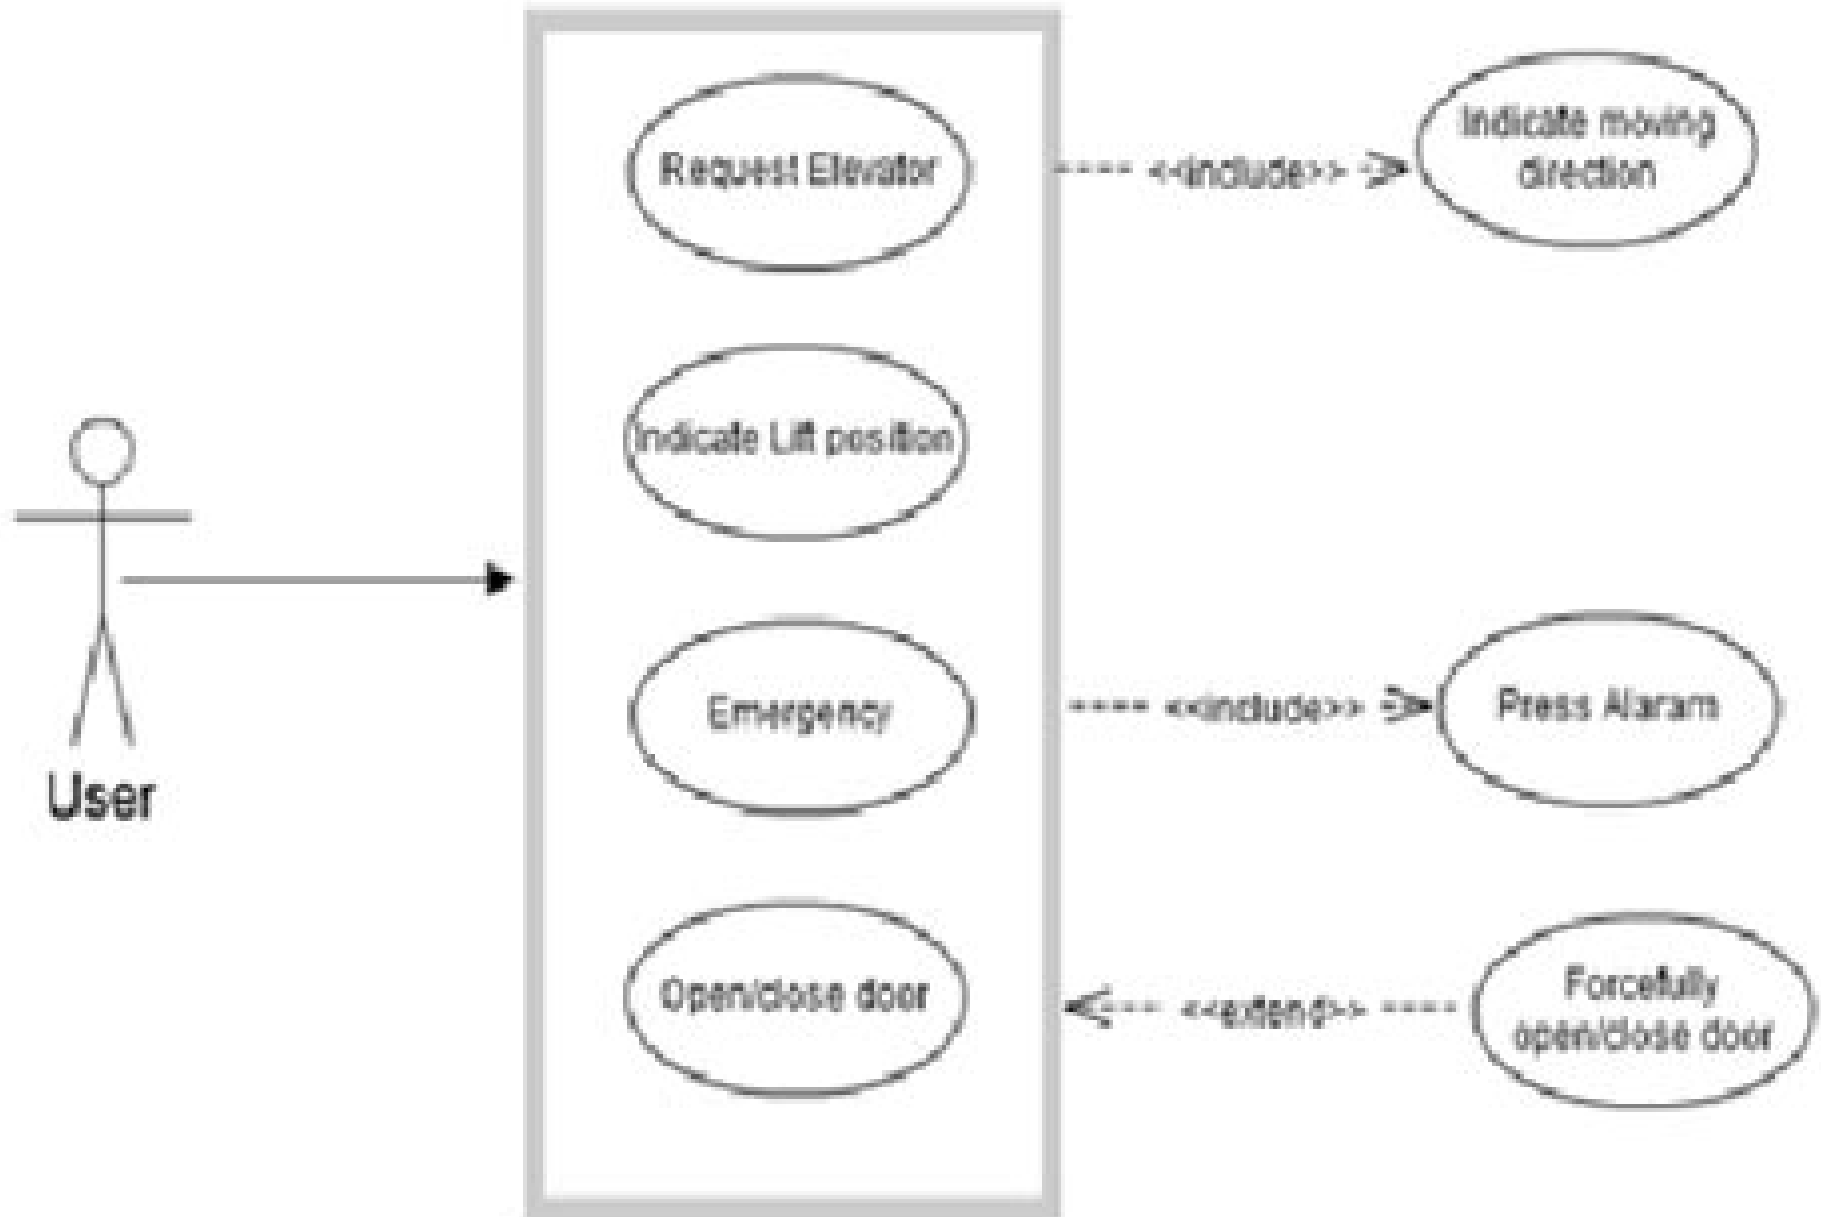 Request Elevator
<<include>>
Indicate moving
direction
Indicate Lift position
User
Emergency
<<include>>
Press Alaram
Open/close door
<<extend>>
Forcefully
open/close door